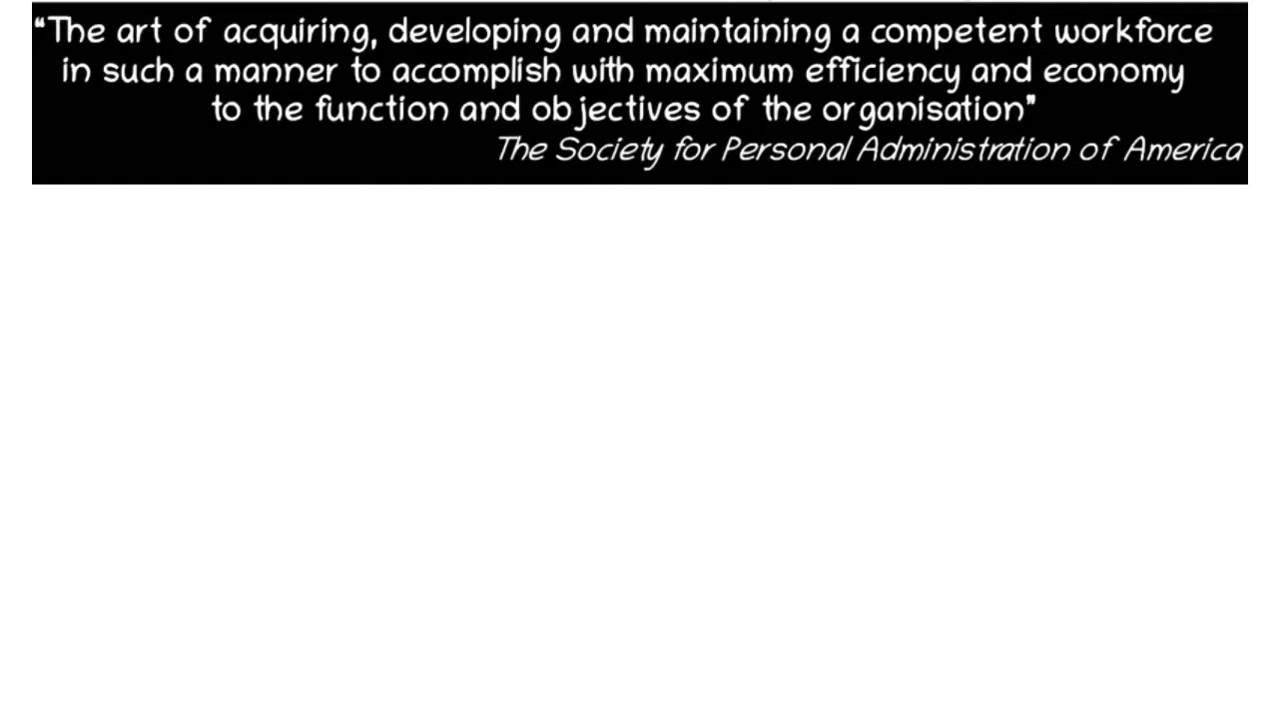 “The art of acquiring, developing and maintaining a competent workforce
in such a manner to accomplish with maximum efficiency and economy
to the function and objectives of the organisation”
The Society for Personal Administration of America